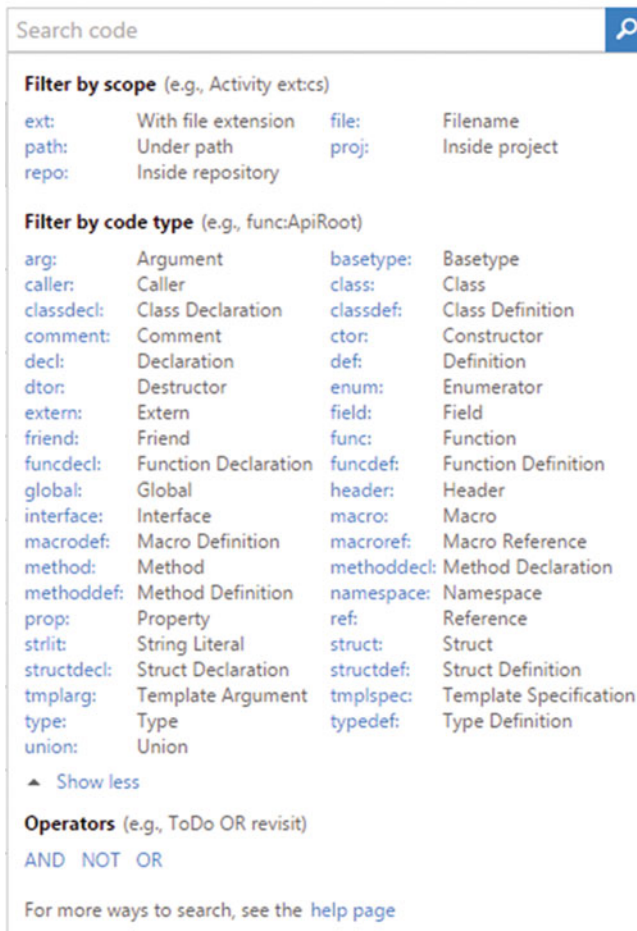 Search code
Filter by scope (e.g., Activity ext:cs)
ext: With file extension file: Filename
path: Under path proj: Inside project
repo: Inside repository
Filter by code type (e.g., func:ApiRoot)
arg: Argument basetype: Basetype
caller: Caller class: Class
classdecl: Class Declaration classdef: Class Definition
comment: Comment ctor: Constructor
decl: Declaration def: Definition
dtor: Destructor enum: Enumerator
extern: Extern field: Field
friend: Friend func: Function
funcdecl: Function Declaration funcdef: Function Definition
global: Global header: Header
interface: Interface macro: Macro
macrodef: Macro Definition macroref: Macro Reference
method: Method methoddecl: Method Declaration
methoddef: Method Definition namespace: Namespace
prop: Property ref: Reference
strlit: String Literal struct: Struct
structdecl: Struct Declaration structdef: Struct Definition
tmplarg: Template Argument tmplspec: Template Specification
type: Type typedef: Type Definition
union: Union
Show less
Operators (e.g., ToDo OR revisit)
AND NOT OR
For more ways to search, see the help page